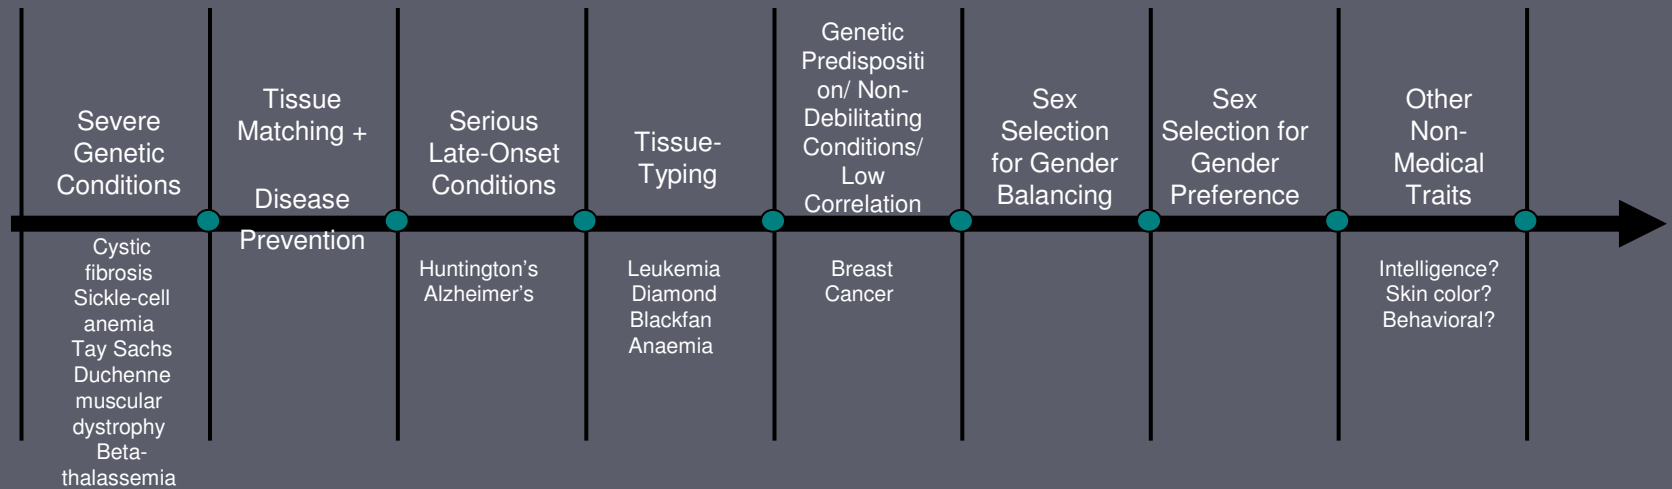 Severe
Genetic
Conditions
Cystic
fibrosis
Sickle-cell
anemia
Tay Sachs
Duchenne
muscular
dystrophy
Beta-
thalassemia
Tissue
Matching +
Disease
Prevention
Serious
Late-Onset
Conditions
Huntington's
Alzheimer's
Tissue-
Typing
Leukemia
Diamond
Blackfan
Anaemia
Genetic
Predispositi
on/ Non-
Debilitating
Conditions/
Low
Correlation
Breast
Cancer
Sex
Selection
for Gender
Balancing
Sex
Selection for
Gender
Preference
Other
Non-
Medical
Traits
Intelligence?
Skin color?
Behavioral?